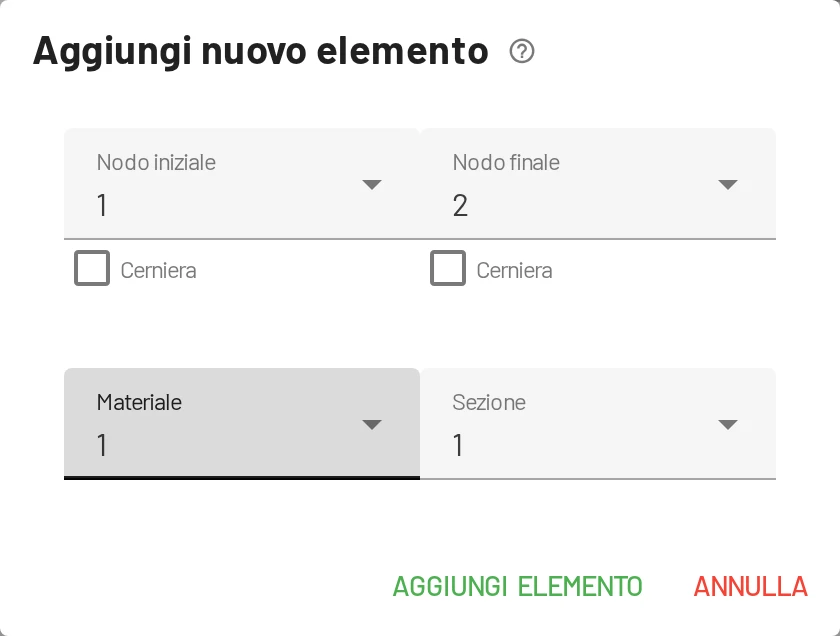 Aggiungi nuovo elemento ?
Nodo iniziale
1
Nodo finale
2
Cerniera
Cerniera
Materiale
1
Sezione
1
AGGIUNGI ELEMENTO
ANNULLA